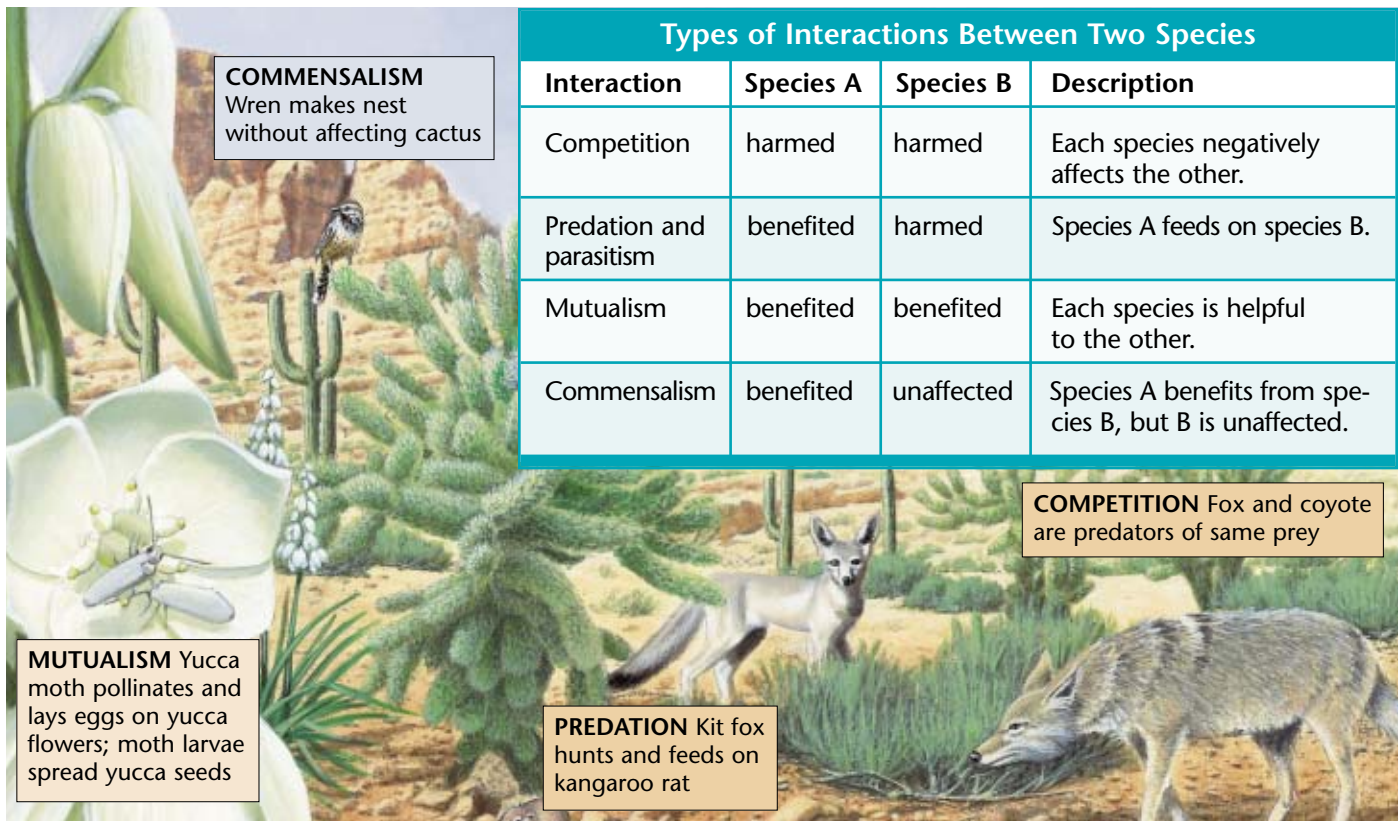 COMMENSALISM
Wren makes nest
without affecting cactus
Types of Interactions Between Two Species
Interaction Species A Species B Description
Competition harmed harmed Each species negatively
affects the other.
Predation and benefited harmed Species A feeds on species B.
parasitism
Mutualism benefited benefited Each species is helpful
to the other.
Commensalism benefited unaffected Species A benefits from spe-
cies B, but B is unaffected.
COMPETITION Fox and coyote
are predators of same prey
MUTUALISM Yucca
moth pollinates and
lays eggs on yucca
flowers; moth larvae
spread yucca seeds
PREDATION Kit fox
hunts and feeds on
kangaroo rat